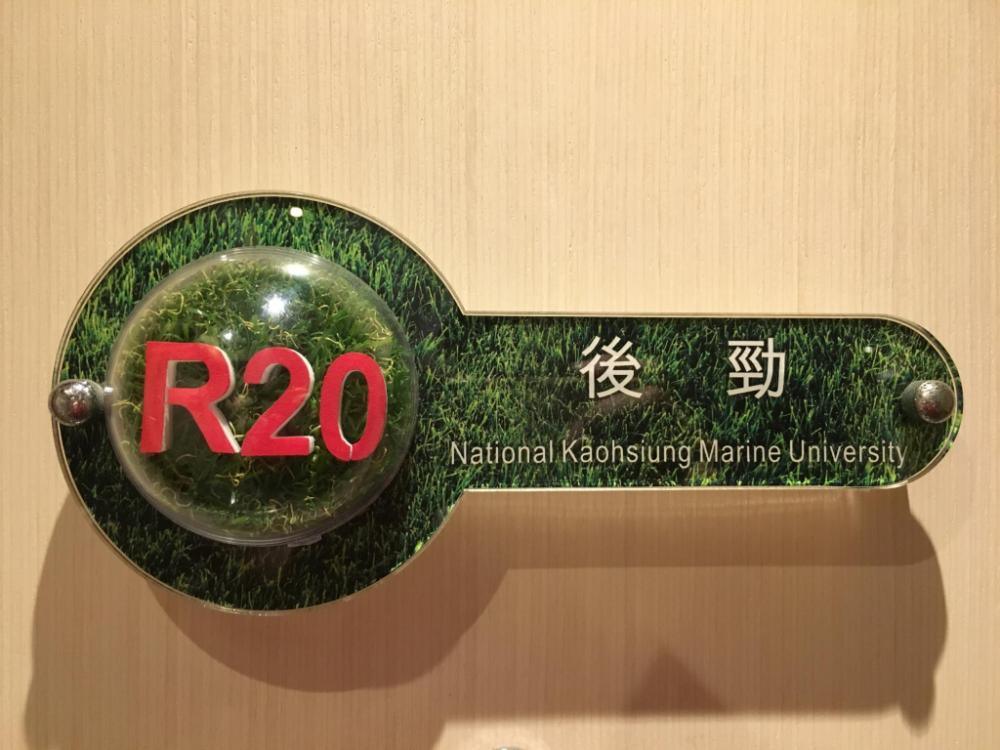 R20
後勁
National Kaohsiung Marine University